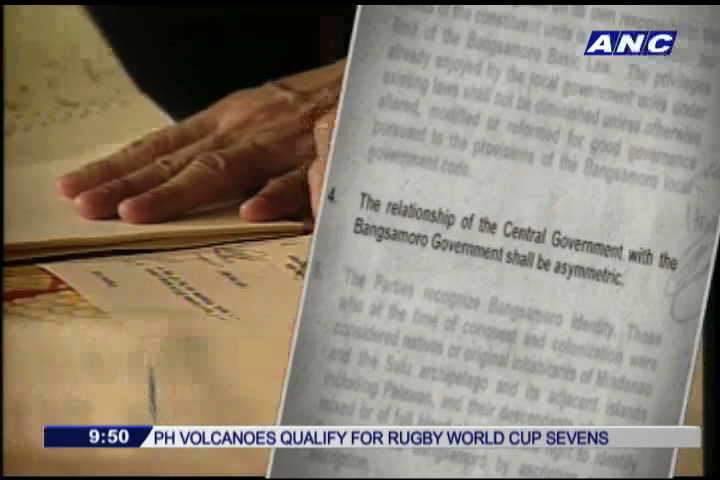 ANC
limit of the Bangsamoro Basic Law. The privileges
already enjoyed by the local government units under
existing laws shall not be diminished unless otherwise
altered, modified or reformed for good governance
pursuant to the provisions of the Bangsamoro local
government code.
4. The relationship of the Central Government with the
Bangsamoro Government shall be asymmetric.
The Parties recognize Bangsamoro identity. Those
who at the time of conquest and colonization were
considered natives or original inhabitants of Mindanao
and the Sulu archipelago and its adjacent islands
including Palawan, and their descendants
9:50 PH VOLCANOES QUALIFY FOR RUGBY WORLD CUP SEVENS